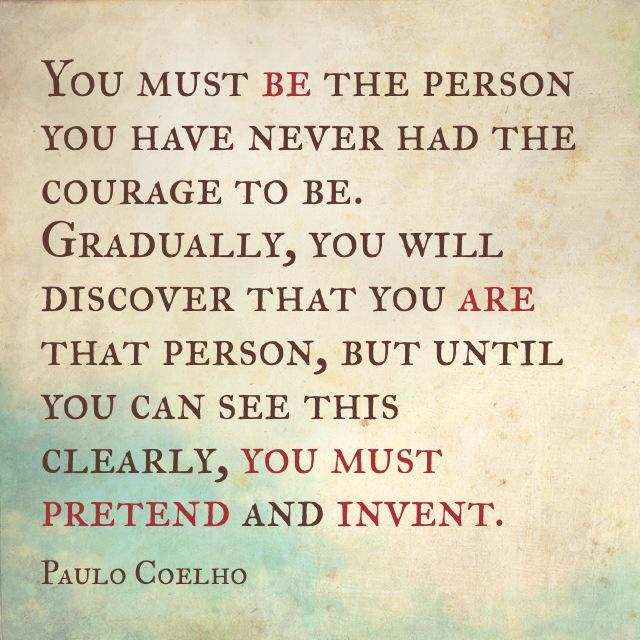 You must be the person
you have never had the
courage to be.
Gradually, you will
discover that you are
that person, but until
you can see this
clearly, you must
pretend and invent.
Paulo Coelho